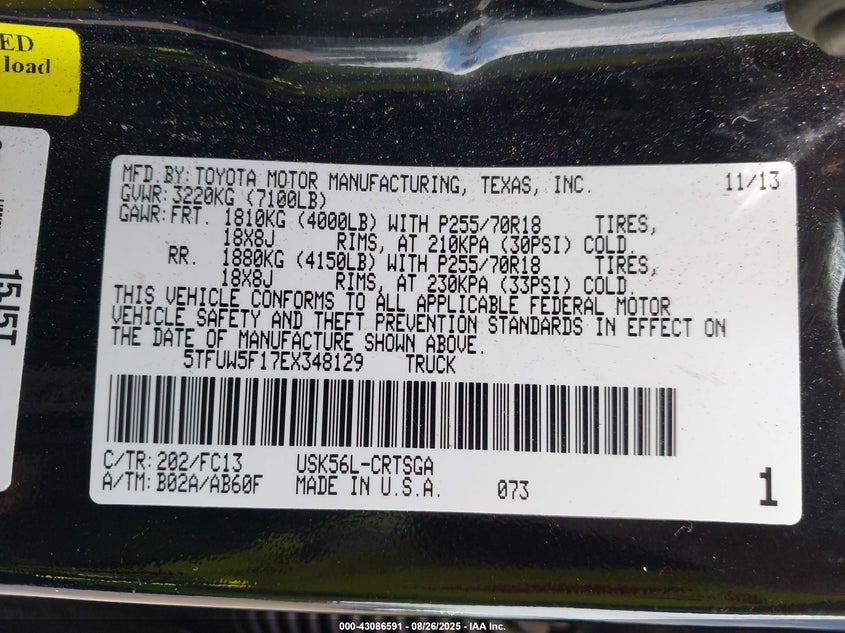 ED
load
15J5T
MFD. BY: TOYOTA MOTOR MANUFACTURING, TEXAS, INC. 11/13
GVWR: 3220KG (7100LB)
GAWR: FRT. 1810KG (4000LB) WITH P255/70R18 TIRES,
18X8J RIMS, AT 210KPA (30PSI) COLD.
RR. 1880KG (4150LB) WITH P255/70R18 TIRES,
18X8J RIMS, AT 230KPA (33PSI) COLD.
THIS VEHICLE CONFORMS TO ALL APPLICABLE FEDERAL MOTOR
VEHICLE SAFETY AND THEFT PREVENTION STANDARDS IN EFFECT ON
THE DATE OF MANUFACTURE SHOWN ABOVE.
5TFUW5F17EX348129 TRUCK
C/TR: 202/FC13 USK56L-CRTSGA
A/TM: B02A/AB60F MADE IN U.S.A. 073 1
000-43086591 - 08/26/2025 - IAA Inc.